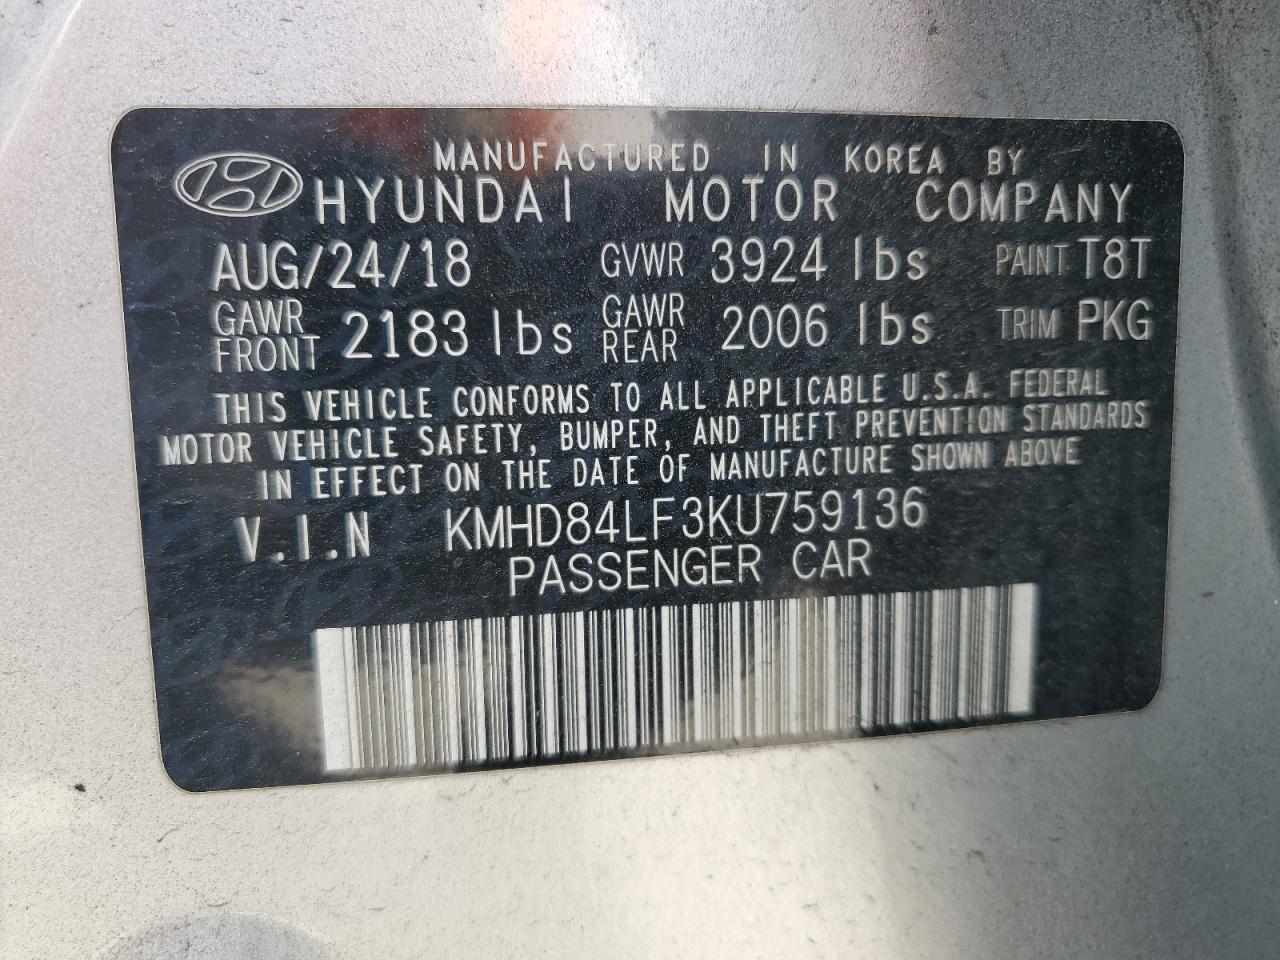 MANUFACTURED IN KOREA BY
HYUNDAI MOTOR COMPANY
AUG/24/18 GVWR 3924 lbs PAINT T8T
GAWR FRONT 2183 lbs GAWR REAR 2006 lbs TRIM PKG
THIS VEHICLE CONFORMS TO ALL APPLICABLE U.S.A. FEDERAL
MOTOR VEHICLE SAFETY, BUMPER, AND THEFT PREVENTION STANDARDS
IN EFFECT ON THE DATE OF MANUFACTURE SHOWN ABOVE
V.I.N KMHD84LF3KU759136
PASSENGER CAR